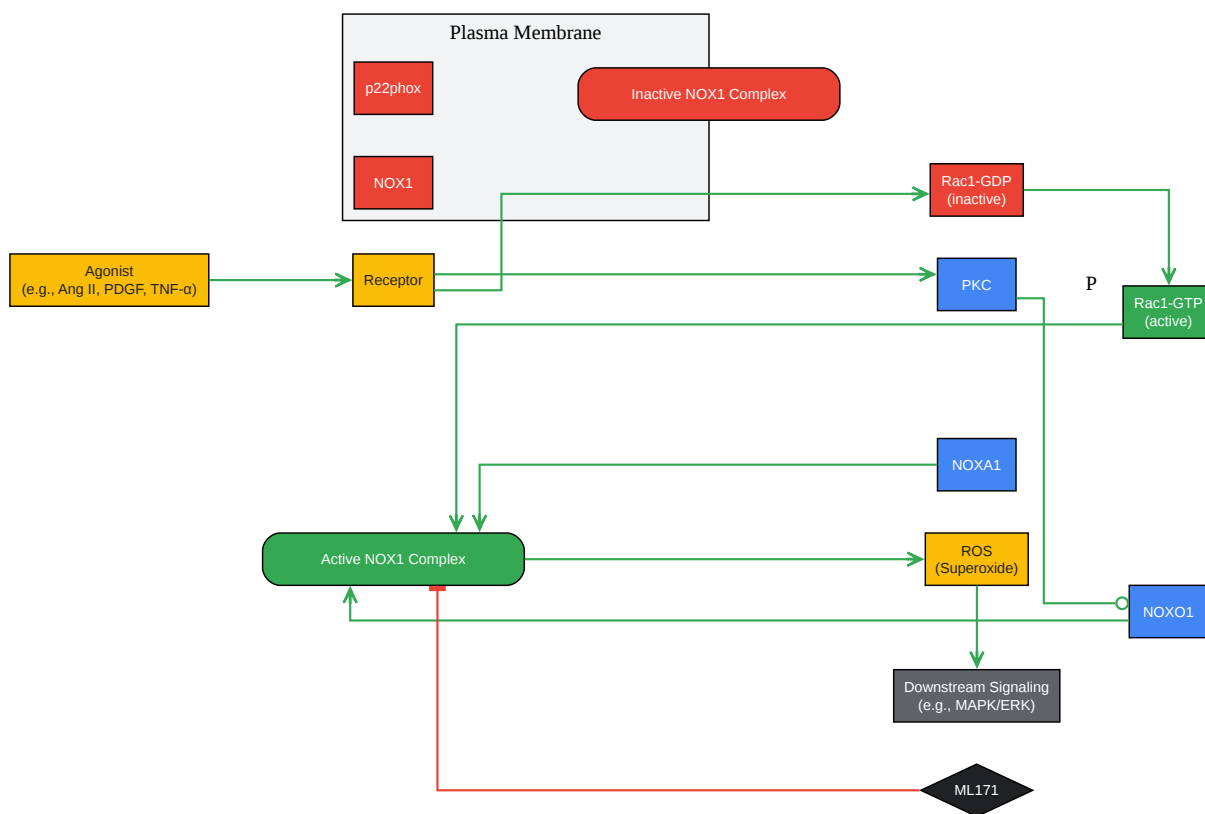 Plasma Membrane
p22phox
Inactive NOX1 Complex
NOX1
Rac1-GDP
(inactive)
Agonist
(e.g., Ang II, PDGF, TNF-α)
Receptor
PKC
P
Rac1-GTP
(active)
NOXA1
Active NOX1 Complex
ROS
(Superoxide)
NOXO1
Downstream Signaling
(e.g., MAPK/ERK)
ML171